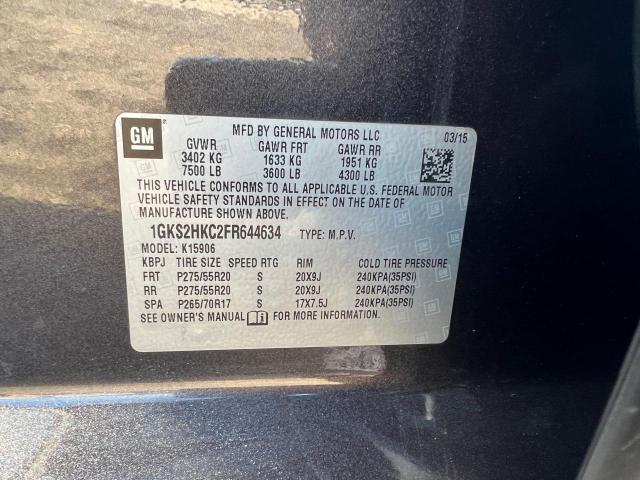 GM
MFD BY GENERAL MOTORS LLC 03/15
GVWR GAWR FRT GAWR RR
3402 KG 1633 KG 1951 KG
7500 LB 3600 LB 4300 LB
THIS VEHICLE CONFORMS TO ALL APPLICABLE U.S. FEDERAL MOTOR
VEHICLE SAFETY STANDARDS IN EFFECT ON THE DATE OF
MANUFACTURE SHOWN ABOVE.
1GKS2HKC2FR644634 TYPE: M.P.V.
MODEL: K15906
KBPJ TIRE SIZE SPEED RTG RIM COLD TIRE PRESSURE
FRT P275/55R20 S 20X9J 240KPA(35PSI)
RR P275/55R20 S 20X9J 240KPA(35PSI)
SPA P265/70R17 S 17X7.5J 240KPA(35PSI)
SEE OWNER'S MANUAL FOR MORE INFORMATION.